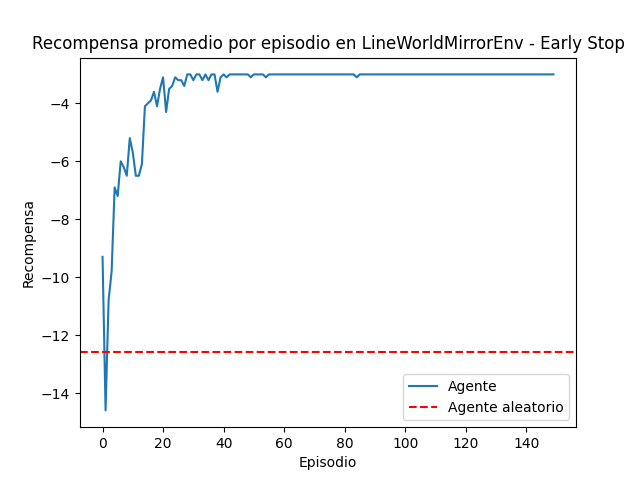 Recompensa promedio por episodio en LineWorldMirrorEnv - Early Stop
Recompensa
−4
−6
−8
−10
−12
−14
0 20 40 60 80 100 120 140
Episodio
Agente
Agente aleatorio